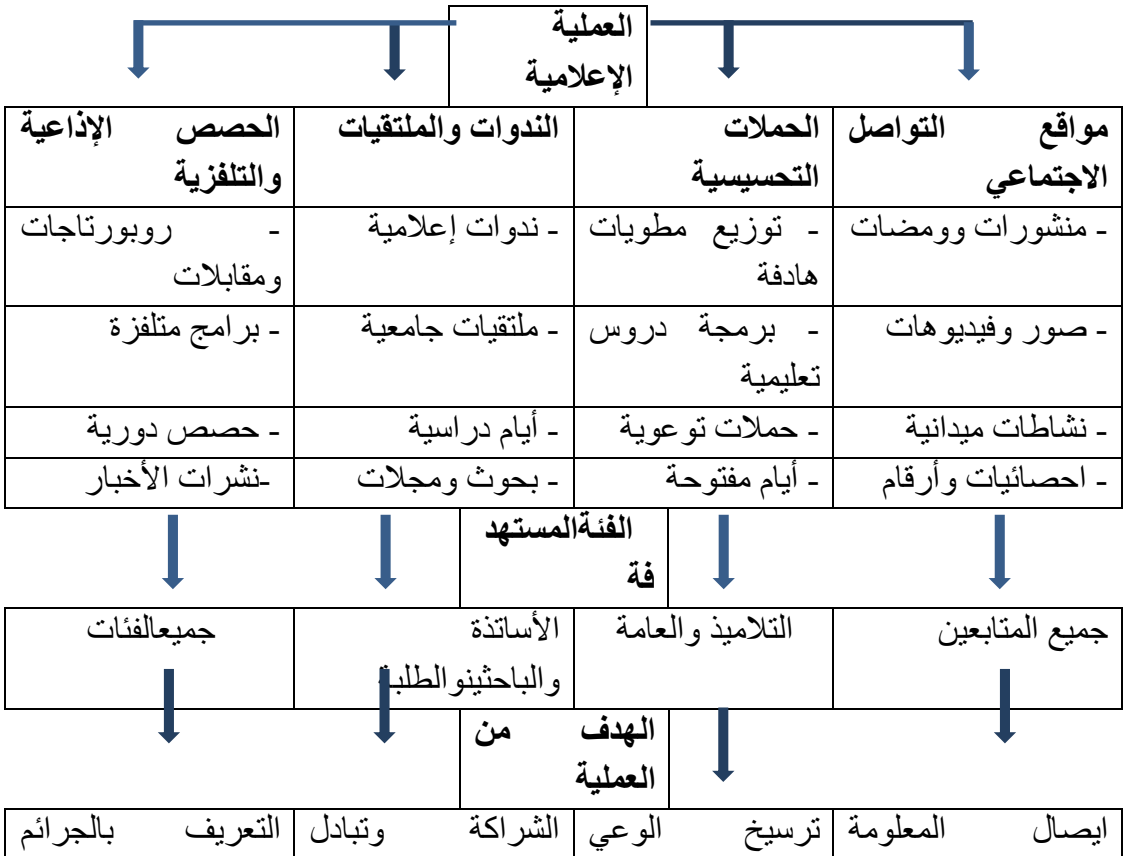 العملية
الإعلامية
مواقع التواصل
الاجتماعي
الحملات
التحسيسية
الندوات والملتقيات
الحصص الإذاعية
والتلفزية
- منشورات وومضات
- توزيع مطويات
هادفة
- ندوات إعلامية
- روبورتاجات
ومقابلات
- صور وفيديوهات
- برمجة دروس
تعليمية
- ملتقيات جامعية
- برامج متلفزة
- نشاطات ميدانية
- حملات توعوية
- أيام دراسية
- حصص دورية
- احصائيات وأرقام
- أيام مفتوحة
- بحوث ومجلات
-نشرات الأخبار
الفئةالمستهد
فة
جميع المتابعين
التلاميذ والعامة
الأساتذة
والباحثينوالطلبة
جميعالفئات
الهدف من
العملية
ايصال المعلومة
ترسيخ الوعي
الشراكة وتبادل
التعريف بالجرائم